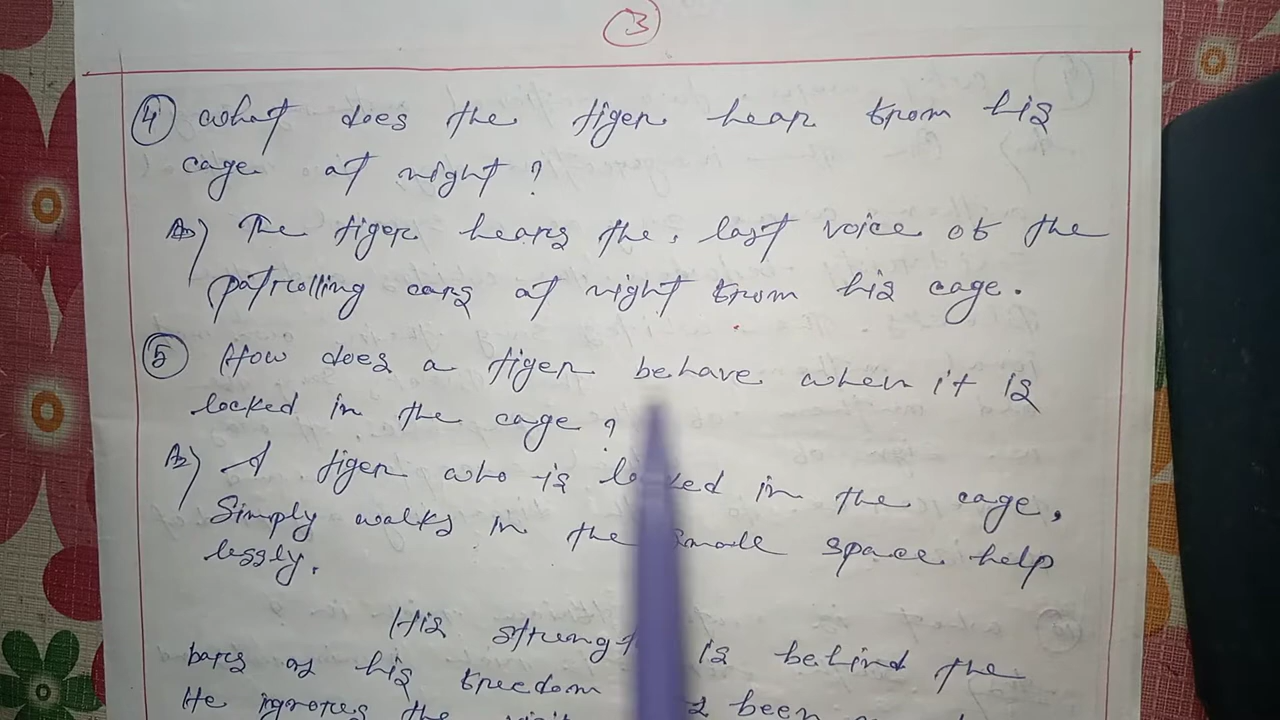 3
4 What does the tiger hear from his
cage at night?
A) The tiger hears the last voice of the
patrolling cars at night from his cage.
5 How does a tiger behave when it is
locked in the cage?
A) A tiger who is locked in the cage,
Simply walks in the small space help
lessly.
His strength is behind the
bars as his freedom been
He ignores the